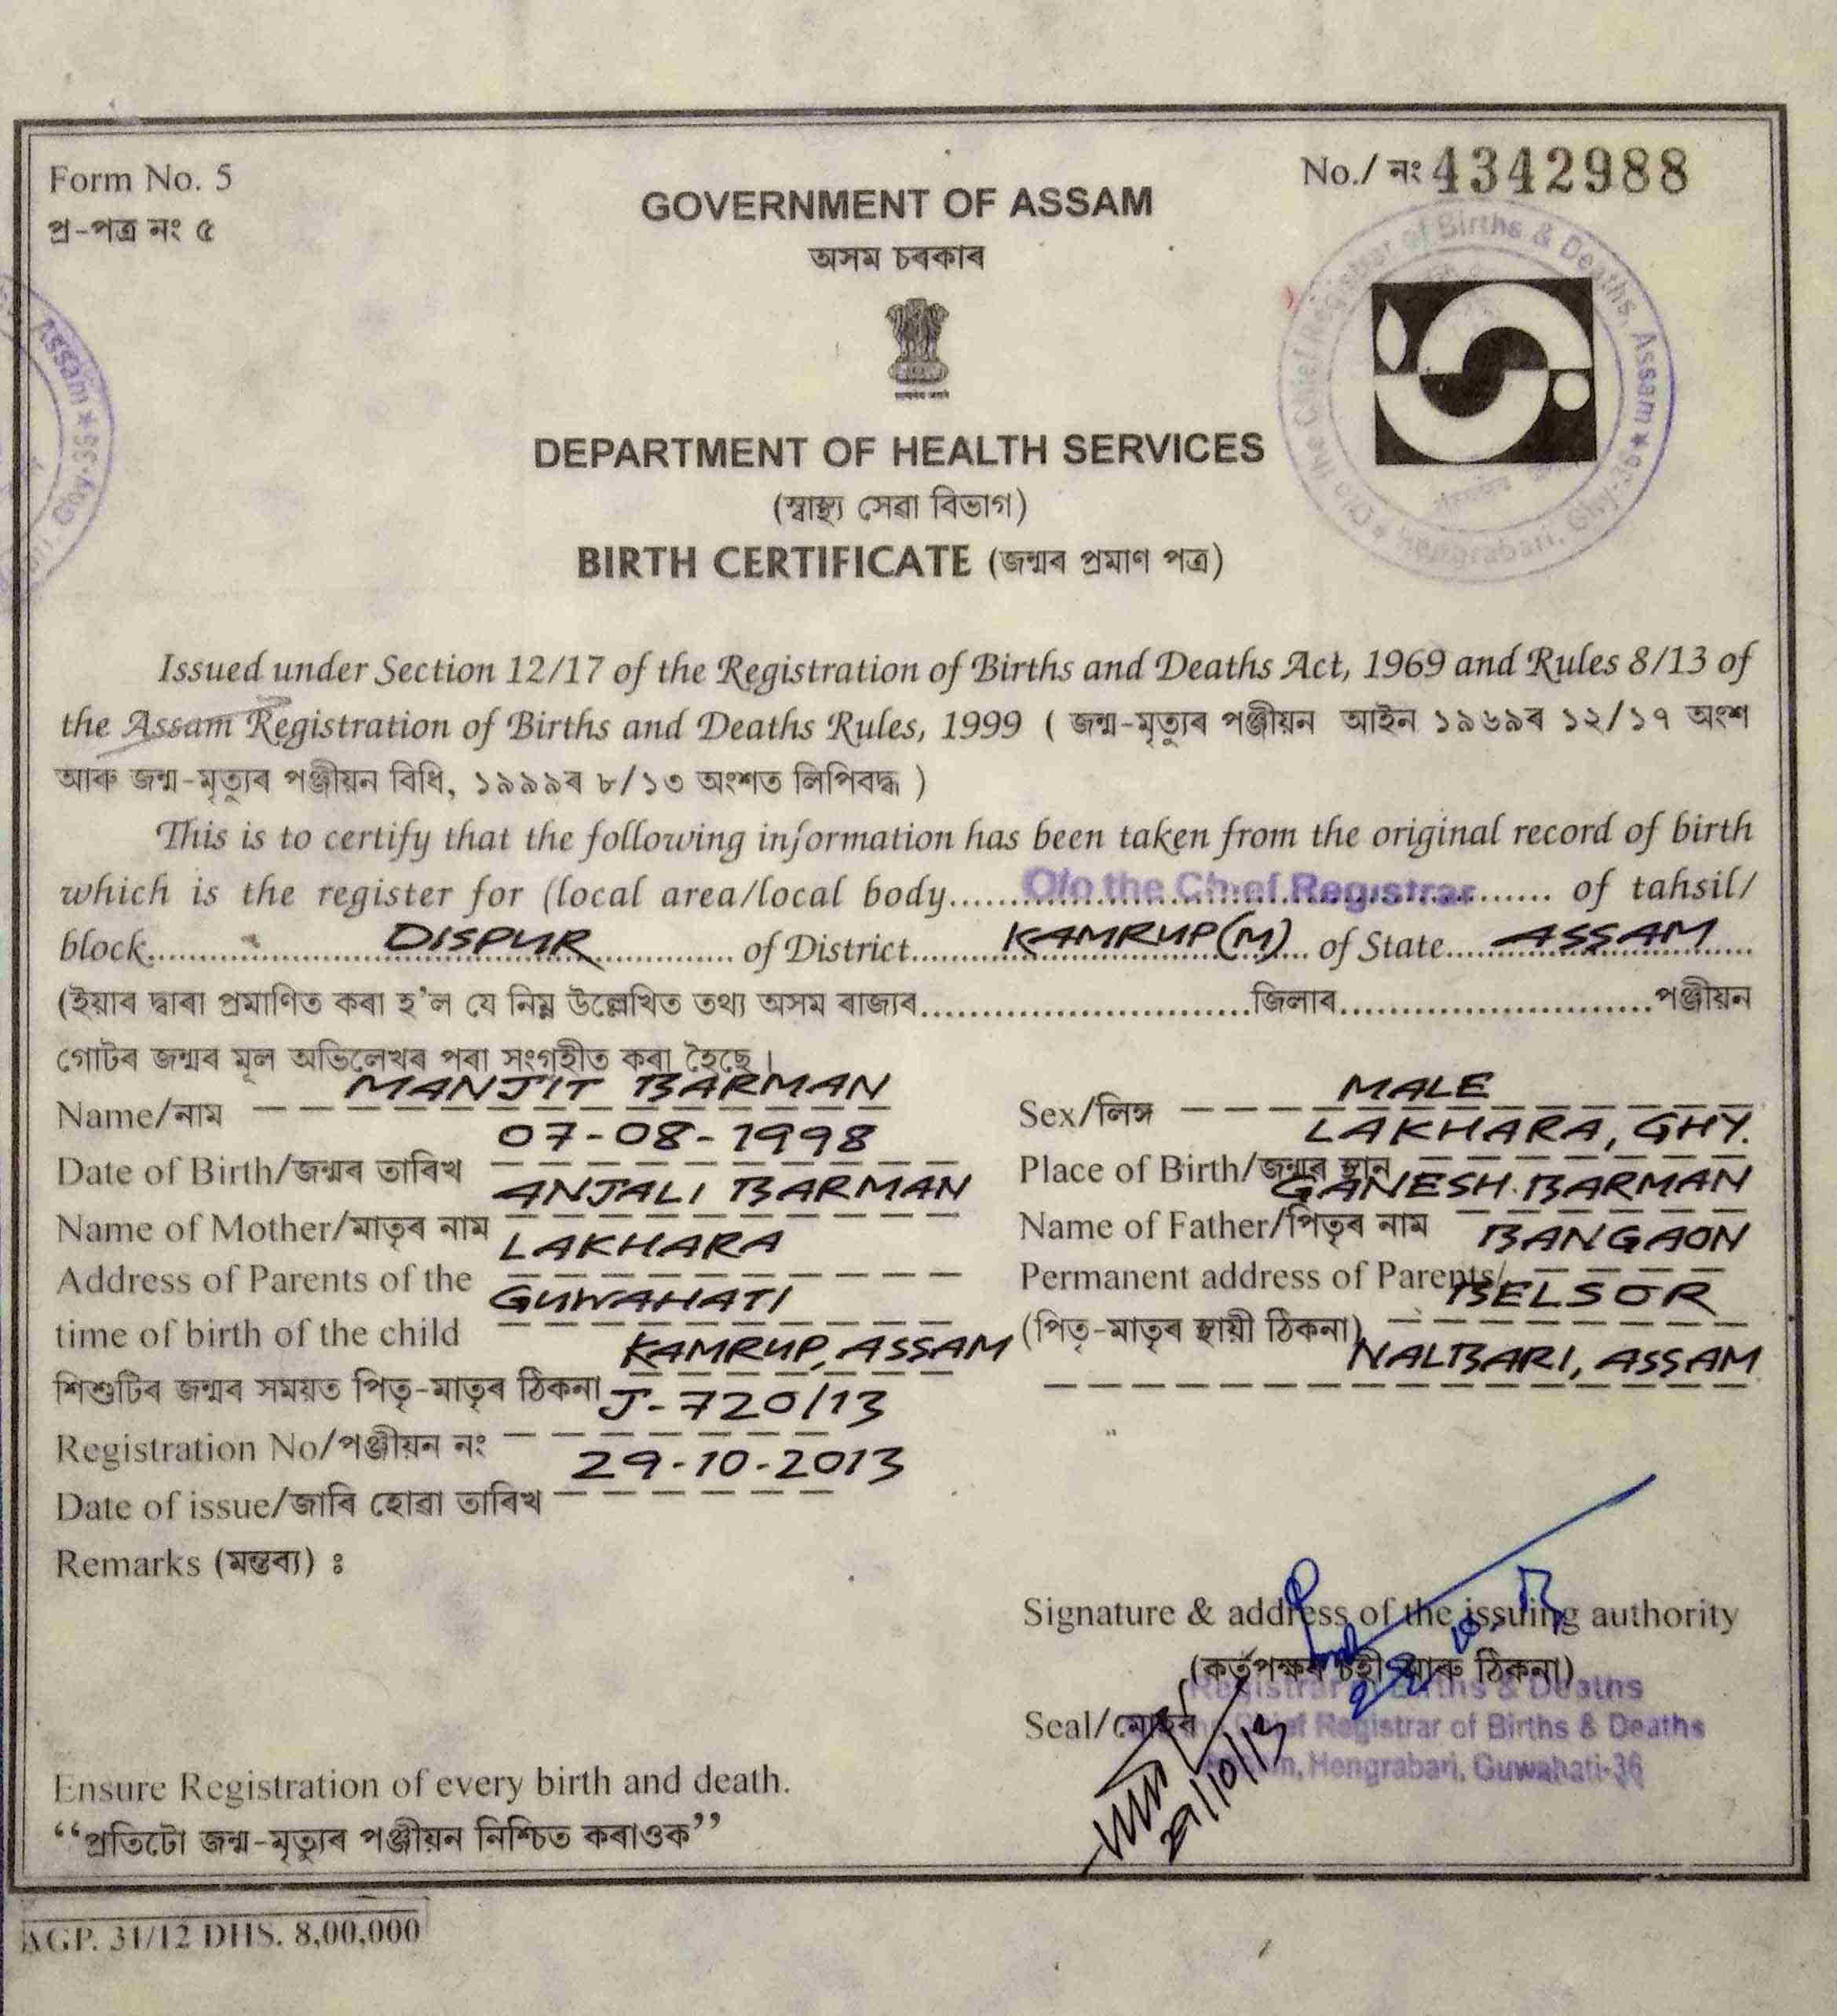 Form No. 5
প্ৰ-পত্ৰ নং ৫
No./ নং 4342988
GOVERNMENT OF ASSAM
অসম চৰকাৰ
DEPARTMENT OF HEALTH SERVICES
(স্বাস্থ্য সেৱা বিভাগ)
BIRTH CERTIFICATE (জন্মৰ প্ৰমাণ পত্ৰ)
Registrar of Births & Deaths, Assam
Hengrabari, Ghy-36
Assam * 36-Ghy
Issued under Section 12/17 of the Registration of Births and Deaths Act, 1969 and Rules 8/13 of
the Assam Registration of Births and Deaths Rules, 1999 ( জন্ম-মৃত্যুৰ পঞ্জীয়ন আইন ১৯৬৯ৰ ১২/১৭ অংশ
আৰু জন্ম-মৃত্যুৰ পঞ্জীয়ন বিধি, ১৯৯৯ৰ ৮/১৩ অংশত লিপিবদ্ধ )
This is to certify that the following information has been taken from the original record of birth
which is the register for (local area/local body......O/o the Chief Registrar...... of tahsil/
block......DISPUR...... of District......KAMRUP(M)... of State....ASSAM....
(ইয়াৰ দ্বাৰা প্ৰমাণিত কৰা হ'ল যে নিম্ন উল্লেখিত তথ্য অসম ৰাজ্যৰ..............................জিলাৰ..............................পঞ্জীয়ন
গোটৰ জন্মৰ মূল অভিলেখৰ পৰা সংগৃহীত কৰা হৈছে ।
Name/নাম MANJIT BARMAN
Sex/লিঙ্গ MALE
Date of Birth/জন্মৰ তাৰিখ 07-08-1998
Place of Birth/জন্মৰ স্থান LAKHARA, GHY.
Name of Mother/মাতৃৰ নাম ANJALI BARMAN
Name of Father/পিতৃৰ নাম GANESH BARMAN
Address of Parents of the LAKHARA
Permanent address of Parents/ BANGAON
time of birth of the child GUWAHATI
(পিতৃ-মাতৃৰ স্থায়ী ঠিকনা) BELSOR
শিশুটিৰ জন্মৰ সময়ত পিতৃ-মাতৃৰ ঠিকনা KAMRUP, ASSAM
NALBARI, ASSAM
Registration No/পঞ্জীয়ন নং J-720/13
Date of issue/জাৰি হোৱা তাৰিখ 29-10-2013
Remarks (মন্তব্য) ঃ
Signature & address of the issuing authority
(কৰ্তৃপক্ষৰ চহী আৰু ঠিকনা)
Registrar of Births & Deaths
Seal/মোহৰ Chief Registrar of Births & Deaths
Hengrabari, Guwahati-36
29/10/13
Ensure Registration of every birth and death.
“প্ৰতিটো জন্ম-মৃত্যুৰ পঞ্জীয়ন নিশ্চিত কৰাওক”
AGP. 31/12 DHS. 8,00,000